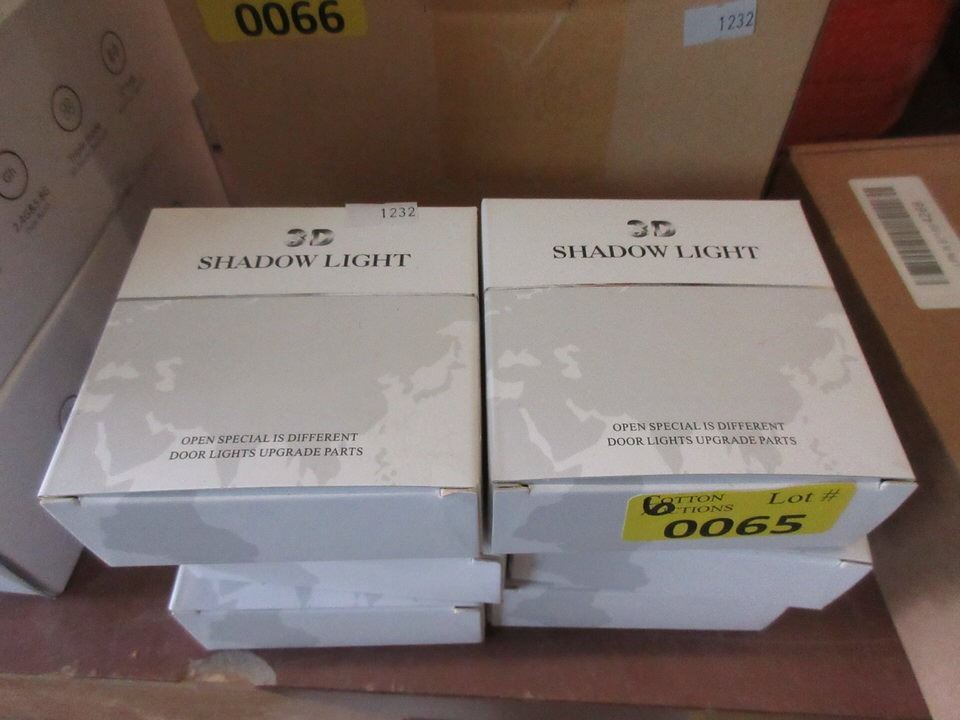 0066
1232
1232
3D
SHADOW LIGHT
OPEN SPECIAL IS DIFFERENT
DOOR LIGHTS UPGRADE PARTS
3D
SHADOW LIGHT
OPEN SPECIAL IS DIFFERENT
DOOR LIGHTS UPGRADE PARTS
6
COTTON Lot #
0065